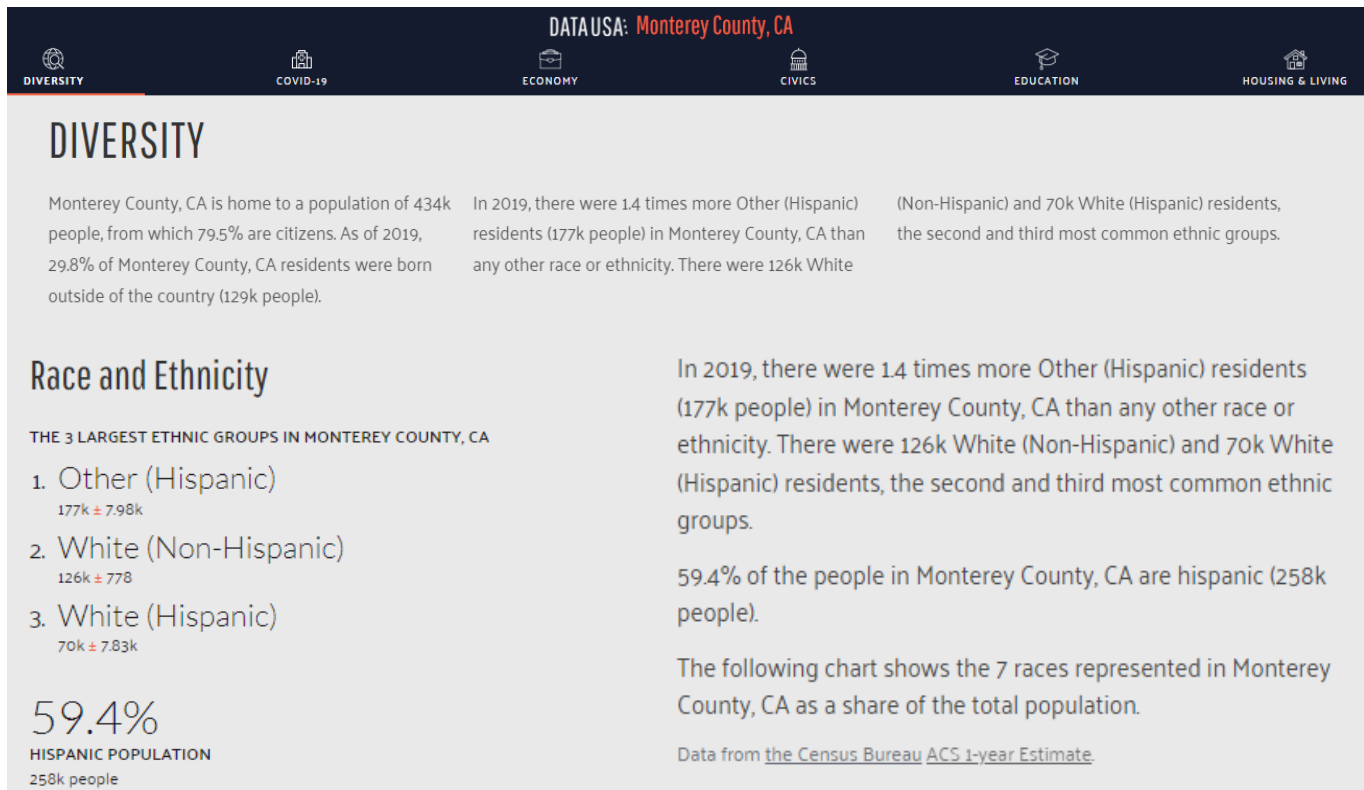 DATA USA: Monterey County, CA
DIVERSITY
COVID-19
ECONOMY
CIVICS
EDUCATION
HOUSING & LIVING
DIVERSITY
Monterey County, CA is home to a population of 434k
people, from which 79.5% are citizens. As of 2019,
29.8% of Monterey County, CA residents were born
outside of the country (129k people).
In 2019, there were 1.4 times more Other (Hispanic)
residents (177k people) in Monterey County, CA than
any other race or ethnicity. There were 126k White
(Non-Hispanic) and 70k White (Hispanic) residents,
the second and third most common ethnic groups.
Race and Ethnicity
THE 3 LARGEST ETHNIC GROUPS IN MONTEREY COUNTY, CA
1. Other (Hispanic)
177k ± 7.98k
2. White (Non-Hispanic)
126k ± 778
3. White (Hispanic)
70k ± 7.83k
59.4%
HISPANIC POPULATION
258k people
In 2019, there were 1.4 times more Other (Hispanic) residents
(177k people) in Monterey County, CA than any other race or
ethnicity. There were 126k White (Non-Hispanic) and 70k White
(Hispanic) residents, the second and third most common ethnic
groups.
59.4% of the people in Monterey County, CA are hispanic (258k
people).
The following chart shows the 7 races represented in Monterey
County, CA as a share of the total population.
Data from the Census Bureau ACS 1-year Estimate.